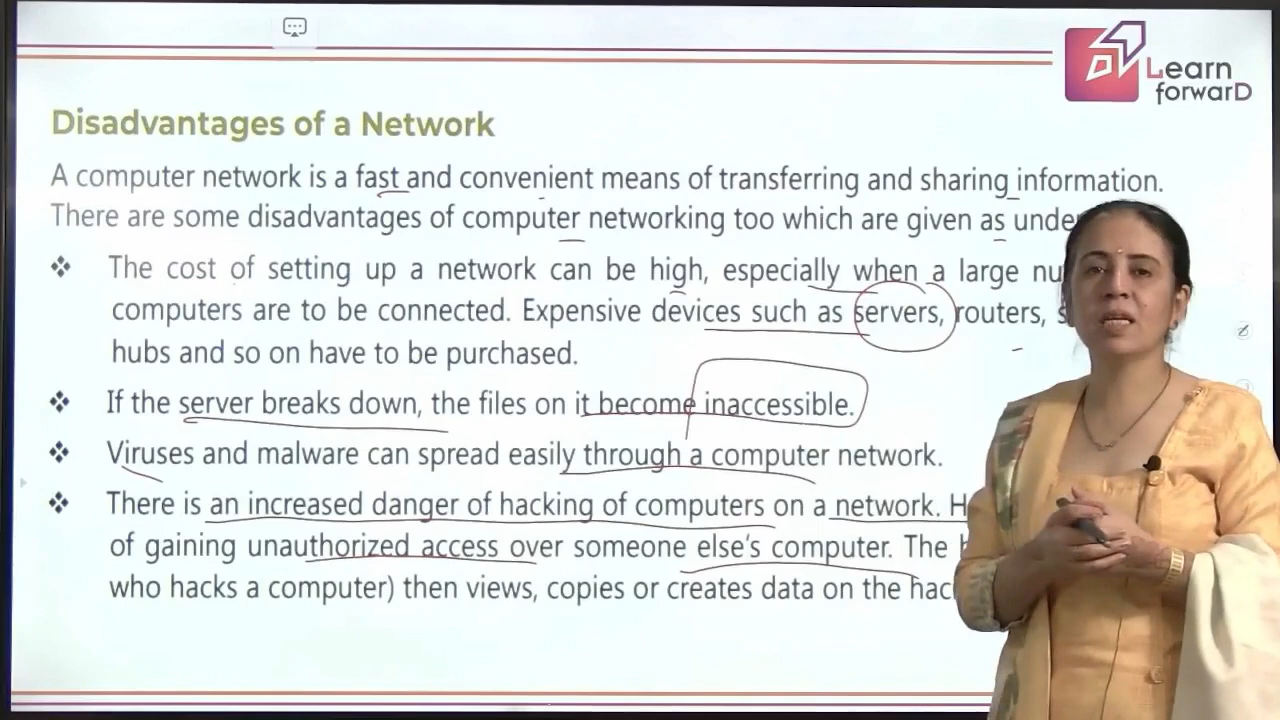 Learn
forwarD
Disadvantages of a Network
A computer network is a fast and convenient means of transferring and sharing information.
There are some disadvantages of computer networking too which are given as unde
❖ The cost of setting up a network can be high, especially when a large nu
computers are to be connected. Expensive devices such as servers, routers, s
hubs and so on have to be purchased.
❖ If the server breaks down, the files on it become inaccessible.
❖ Viruses and malware can spread easily through a computer network.
❖ There is an increased danger of hacking of computers on a network. H
of gaining unauthorized access over someone else's computer. The h
who hacks a computer) then views, copies or creates data on the hac